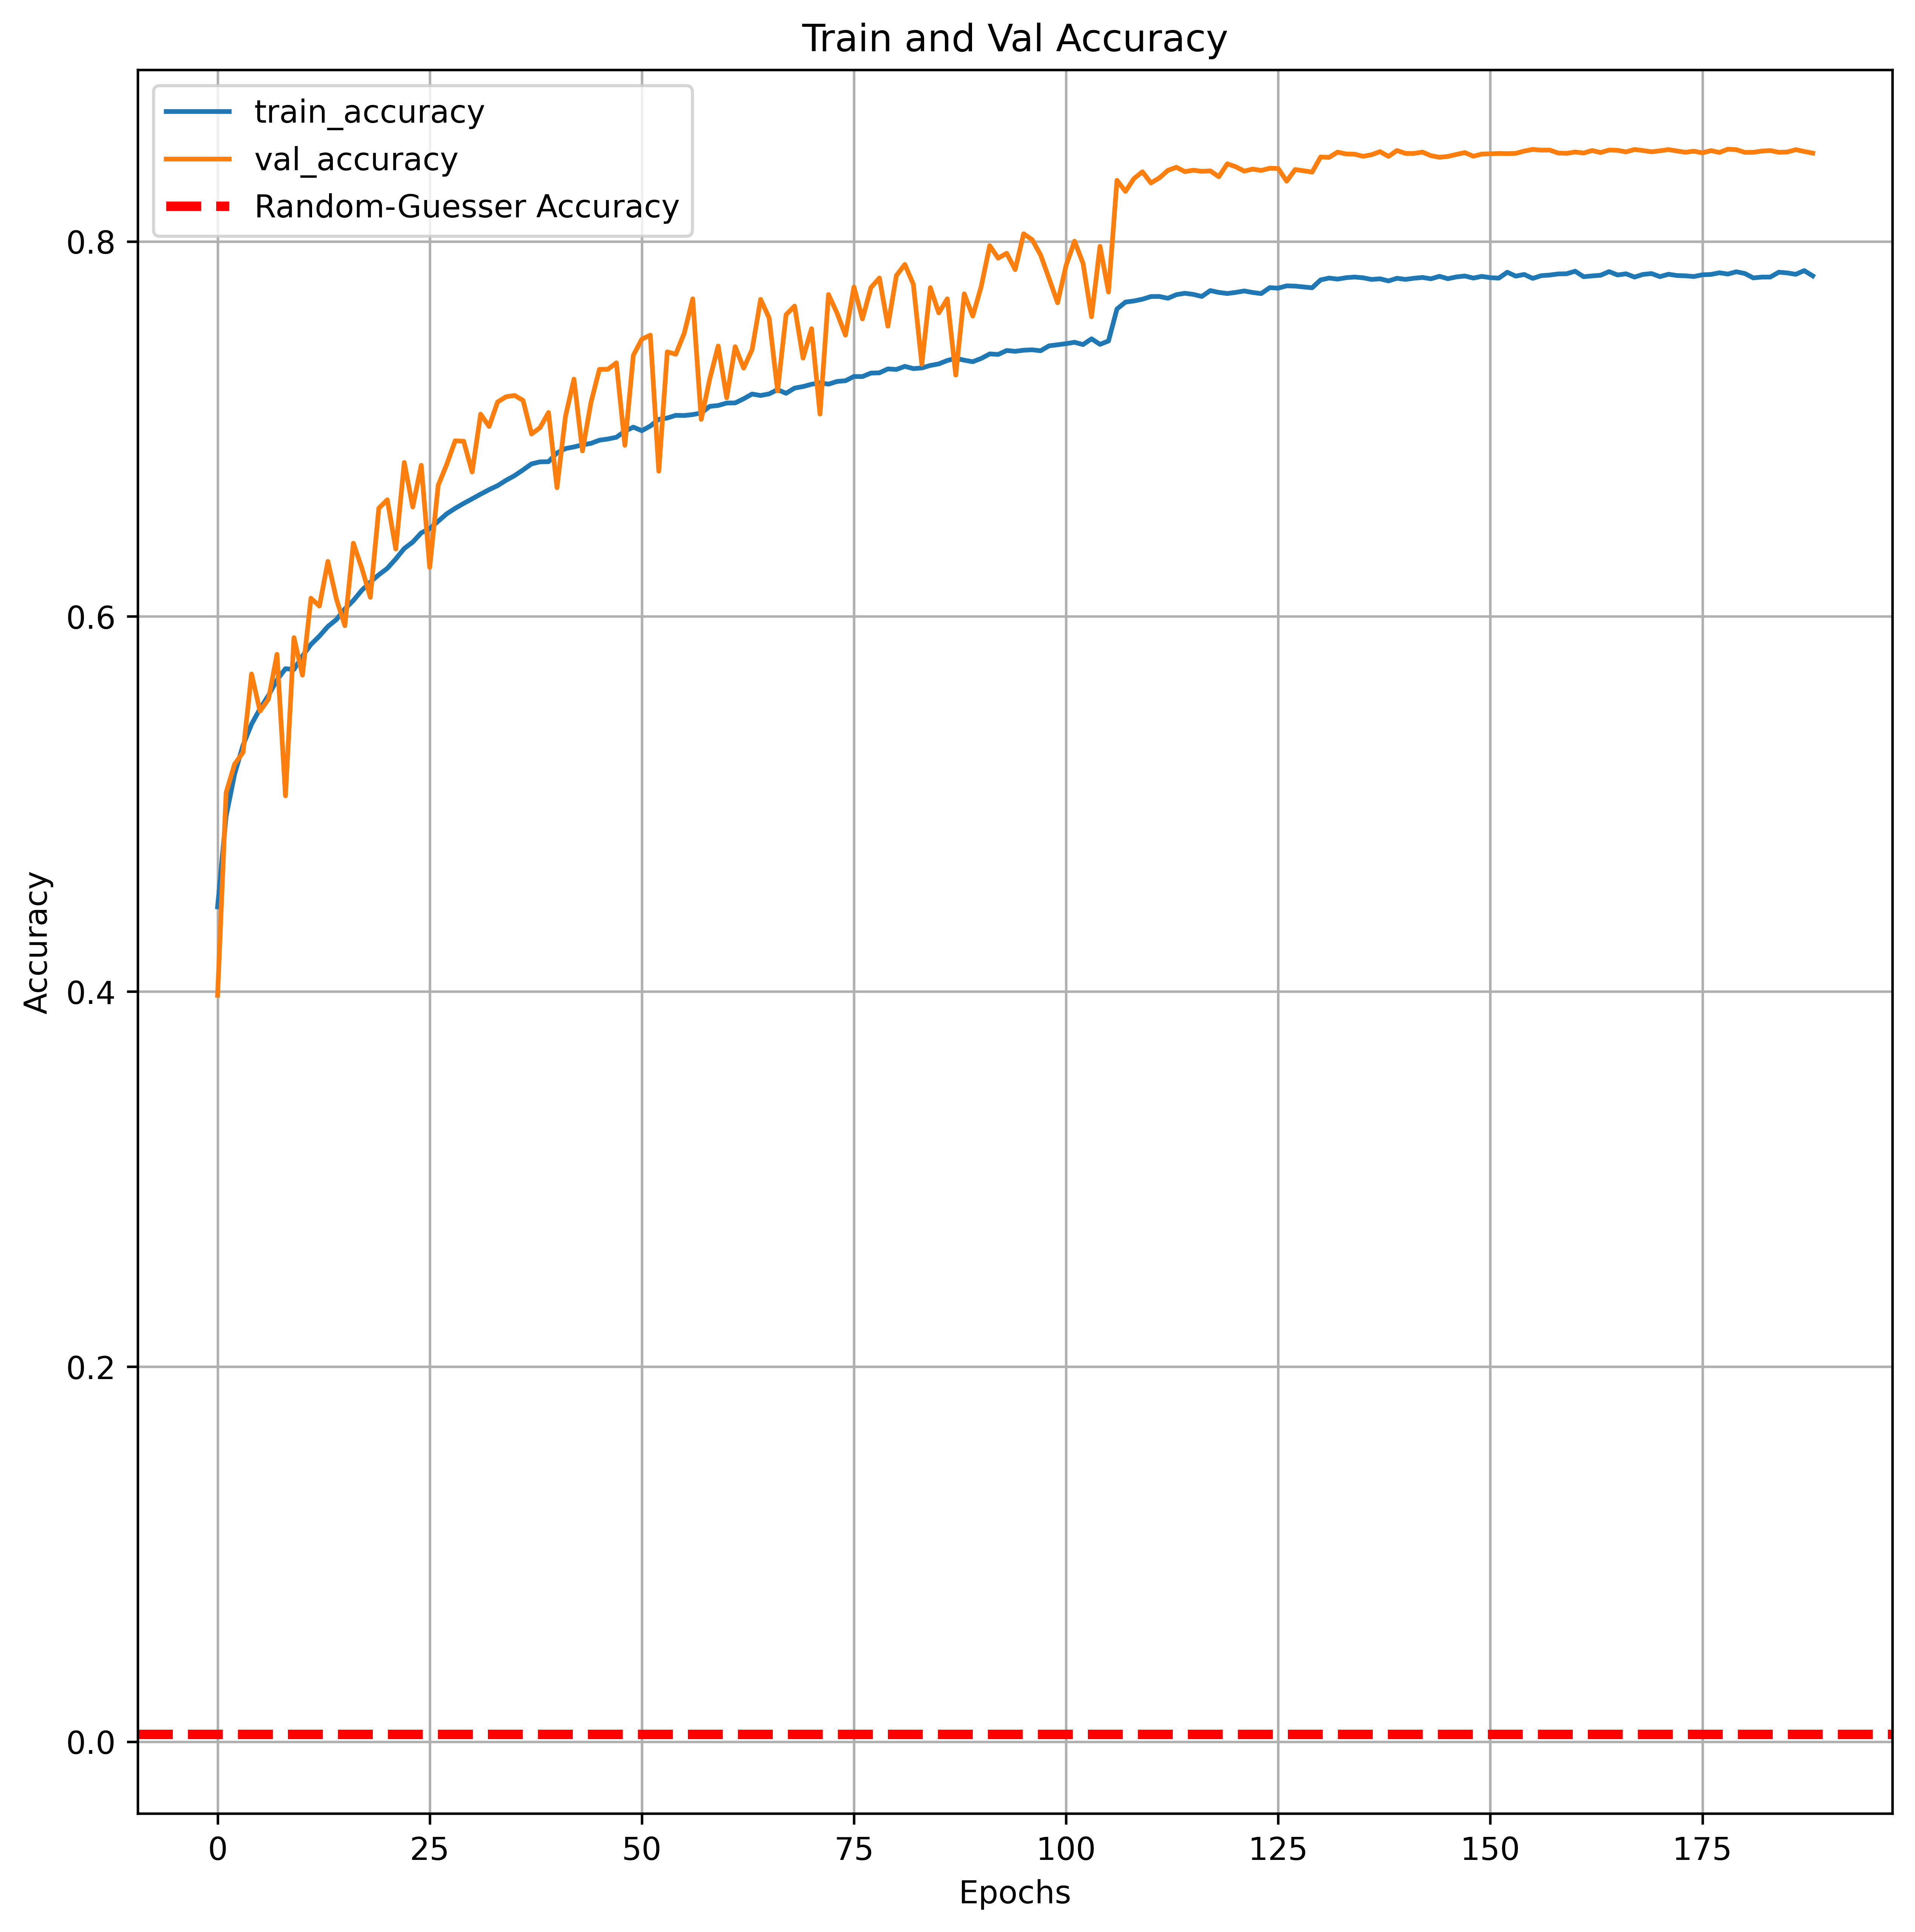 Train and Val Accuracy
train_accuracy
val_accuracy
Random-Guesser Accuracy
Accuracy
0.8
0.6
0.4
0.2
0.0
0 25 50 75 100 125 150 175
Epochs